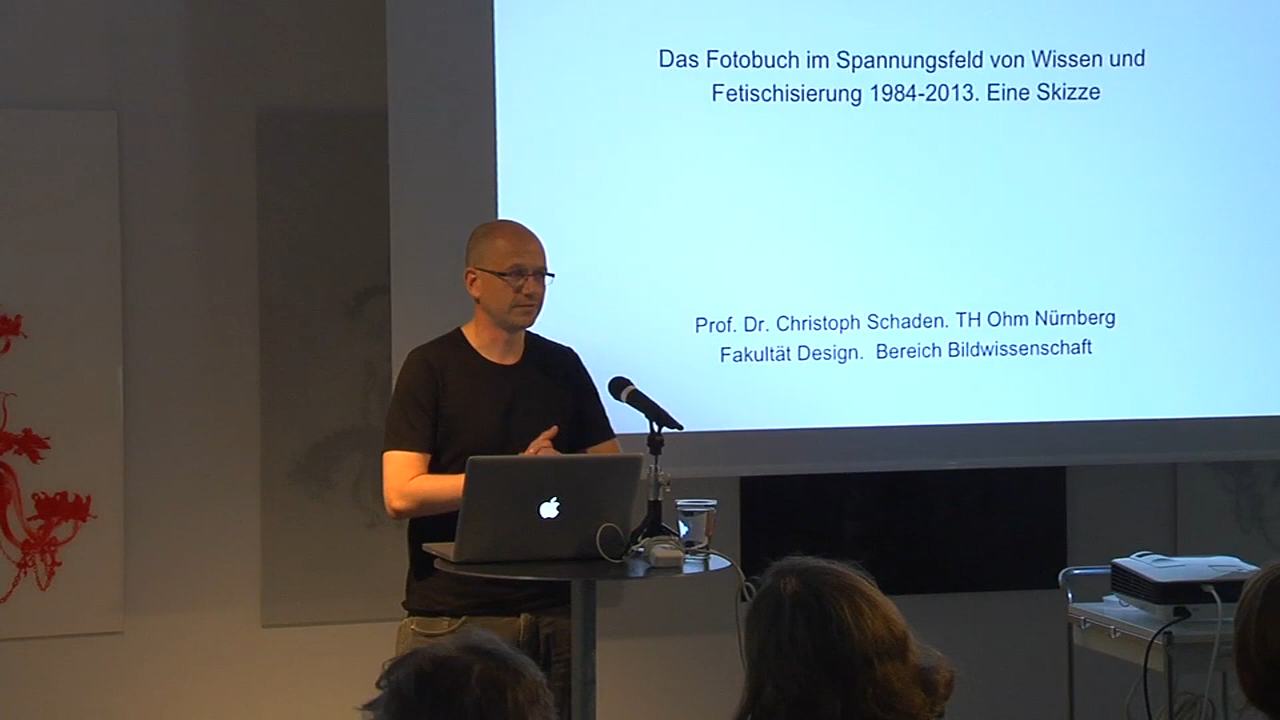 Das Fotobuch im Spannungsfeld von Wissen und
Fetischisierung 1984-2013. Eine Skizze
Prof. Dr. Christoph Schaden. TH Ohm Nürnberg
Fakultät Design. Bereich Bildwissenschaft